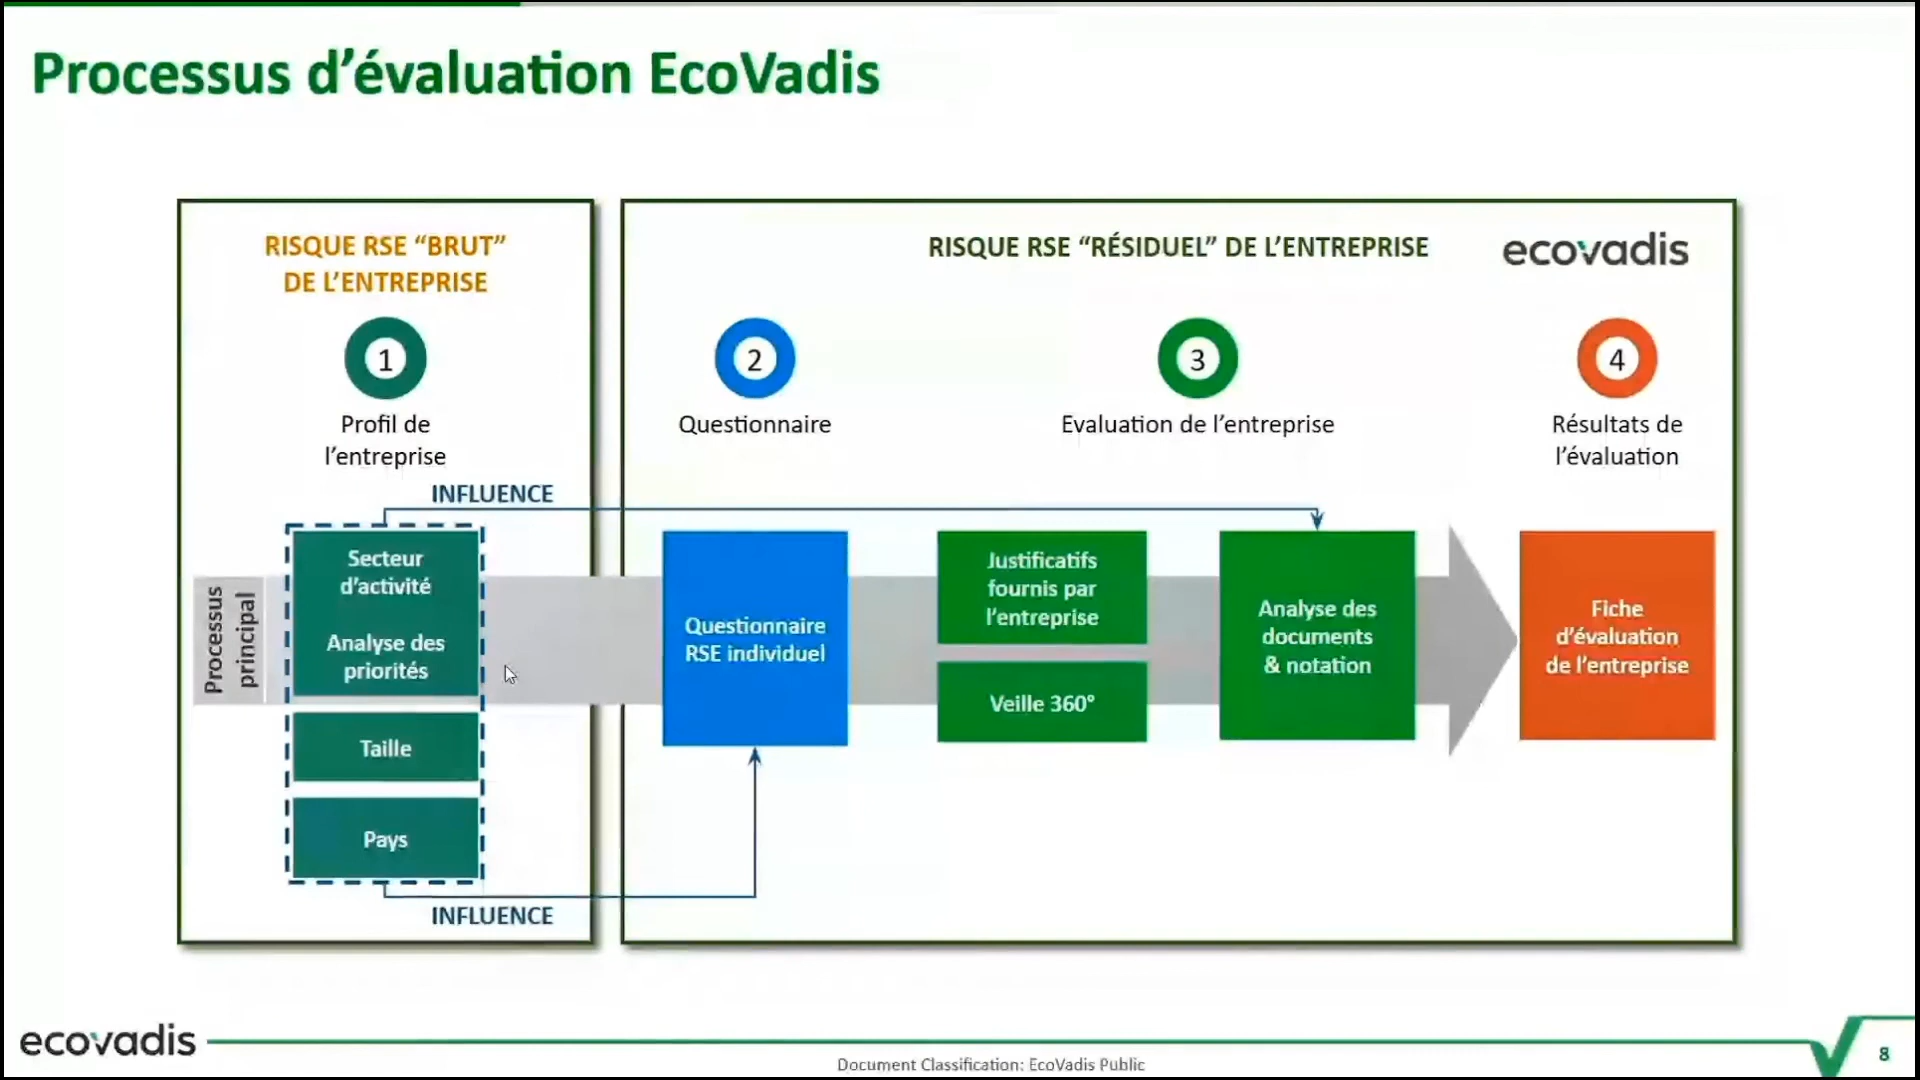 Processus d’évaluation EcoVadis
RISQUE RSE “BRUT”
DE L’ENTREPRISE
1
Profil de
l’entreprise
INFLUENCE
Processus
principal
Secteur
d’activité
Analyse des
priorités
Taille
Pays
INFLUENCE
RISQUE RSE “RÉSIDUEL” DE L’ENTREPRISE
ecovadis
2
Questionnaire
Questionnaire
RSE individuel
3
Evaluation de l’entreprise
Justificatifs
fournis par
l’entreprise
Veille 360°
Analyse des
documents
& notation
4
Résultats de
l’évaluation
Fiche
d’évaluation
de l’entreprise
ecovadis
Document Classification: EcoVadis Public
8